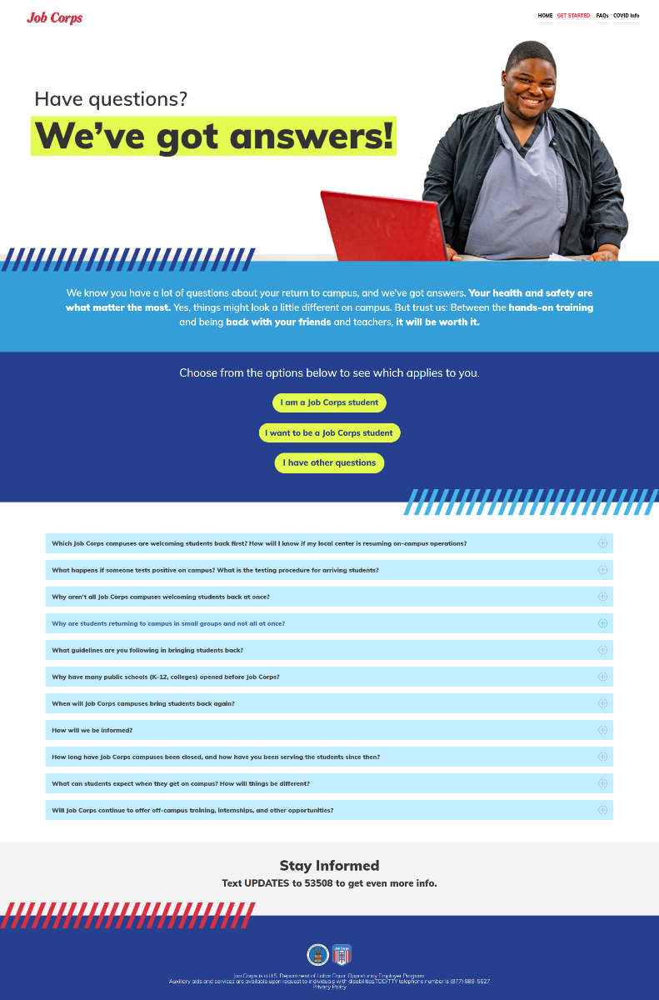 Job Corps
HOME GET STARTED FAQs COVID Info
Have questions?
We've got answers!
We know you have a lot of questions about your return to campus, and we've got answers. Your health and safety are
what matter the most. Yes, things might look a little different on campus. But trust us: Between the hands-on training
and being back with your friends and teachers, it will be worth it.
Choose from the options below to see which applies to you.
I am a Job Corps student
I want to be a Job Corps student
I have other questions
Which Job Corps campuses are welcoming students back first? How will I know if my local center is resuming on-campus operations?
What happens if someone tests positive on campus? What is the testing procedure for arriving students?
Why aren't all Job Corps campuses welcoming students back at once?
Why are students returning to campus in small groups and not all at once?
What guidelines are you following in bringing students back?
Why have many public schools (K-12, colleges) opened before Job Corps?
When will Job Corps campuses bring students back again?
How will we be informed?
How long have Job Corps campuses been closed, and how have you been serving the students since then?
What can students expect when they get on campus? How will things be different?
Will Job Corps continue to offer off-campus training, internships, and other opportunities?
Stay Informed
Text UPDATES to 53508 to get even more info.
Job Corps
Job Corps is a U.S. Department of Labor Equal Opportunity Employer Program.
Auxiliary aids and services are available upon request to individuals with disabilities.TDD/TTY telephone number is (877) 889-5627
Privacy Policy